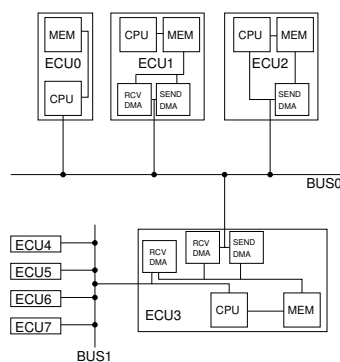 MEM
ECU0
CPU
CPU MEM
ECU1
RCV DMA
SEND DMA
CPU MEM
ECU2
SEND DMA
BUS0
ECU4
ECU5
ECU6
ECU7
BUS1
RCV DMA
RCV DMA
SEND DMA
CPU MEM
ECU3